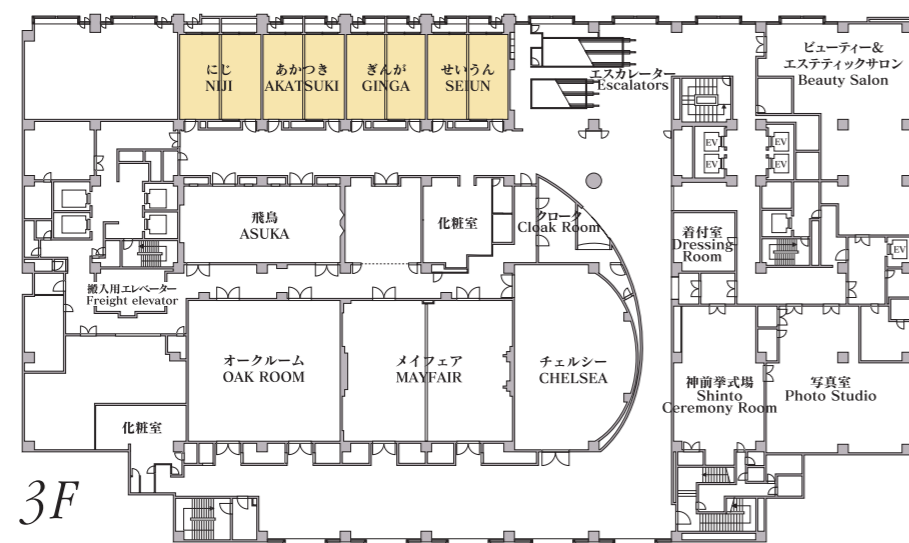 にじ
NIJI
あかつき
AKATSUKI
ぎんが
GINGA
せいうん
SEIUN
エスカレーター
Escalators
ビューティー&
エステティックサロン
Beauty Salon
EV
EV
EV
EV
飛鳥
ASUKA
化粧室
クローク
Cloak Room
着付室
Dressing
Room
EV
搬入用エレベーター
Freight elevator
オークルーム
OAK ROOM
メイフェア
MAYFAIR
チェルシー
CHELSEA
神前挙式場
Shinto
Ceremony Room
写真室
Photo Studio
化粧室
3F